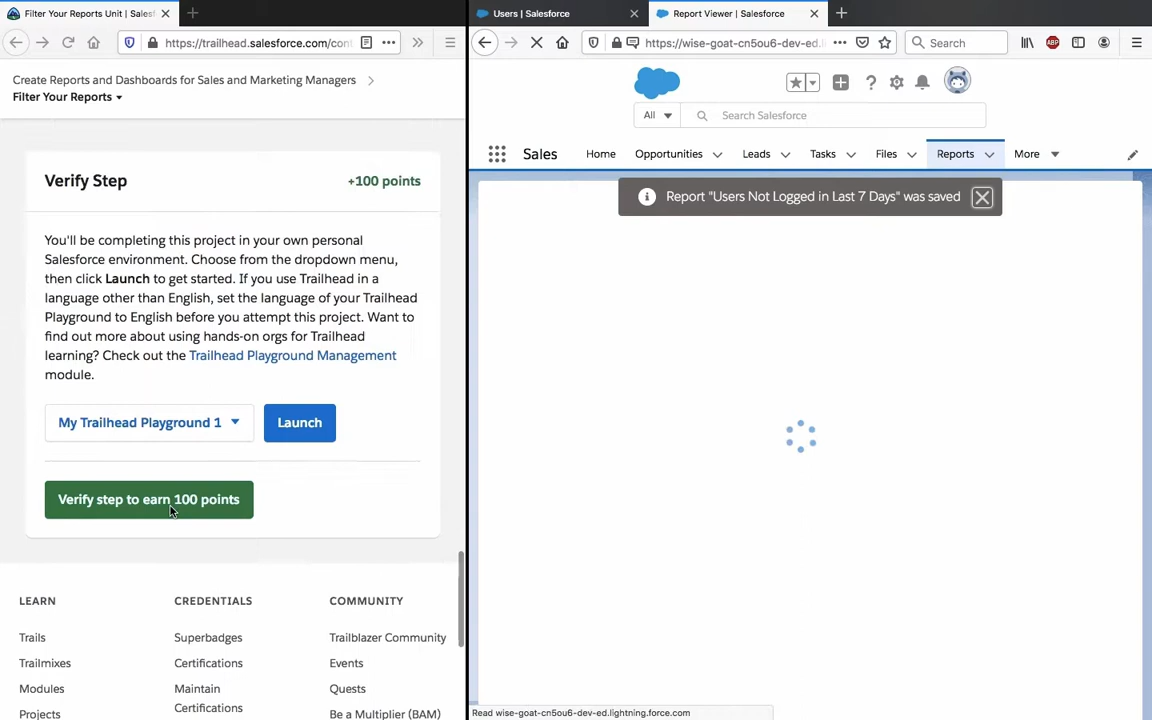 Filter Your Reports Unit | Sales
https://trailhead.salesforce.com/con
Create Reports and Dashboards for Sales and Marketing Managers
Filter Your Reports
Verify Step
+100 points
You'll be completing this project in your own personal
Salesforce environment. Choose from the dropdown menu,
then click Launch to get started. If you use Trailhead in a
language other than English, set the language of your Trailhead
Playground to English before you attempt this project. Want to
find out more about using hands-on orgs for Trailhead
learning? Check out the Trailhead Playground Management
module.
My Trailhead Playground 1
Launch
Verify step to earn 100 points
LEARN
CREDENTIALS
COMMUNITY
Trails
Superbadges
Trailblazer Community
Trailmixes
Certifications
Events
Modules
Maintain
Certifications
Quests
Projects
Be a Multiplier (BAM)
Users | Salesforce
Report Viewer | Salesforce
https://wise-goat-cn5ou6-dev-ed.l
Search
ABP
All
Search Salesforce
Sales
Home
Opportunities
Leads
Tasks
Files
Reports
More
Report "Users Not Logged in Last 7 Days" was saved
Read wise-goat-cn5ou6-dev-ed.lightning.force.com